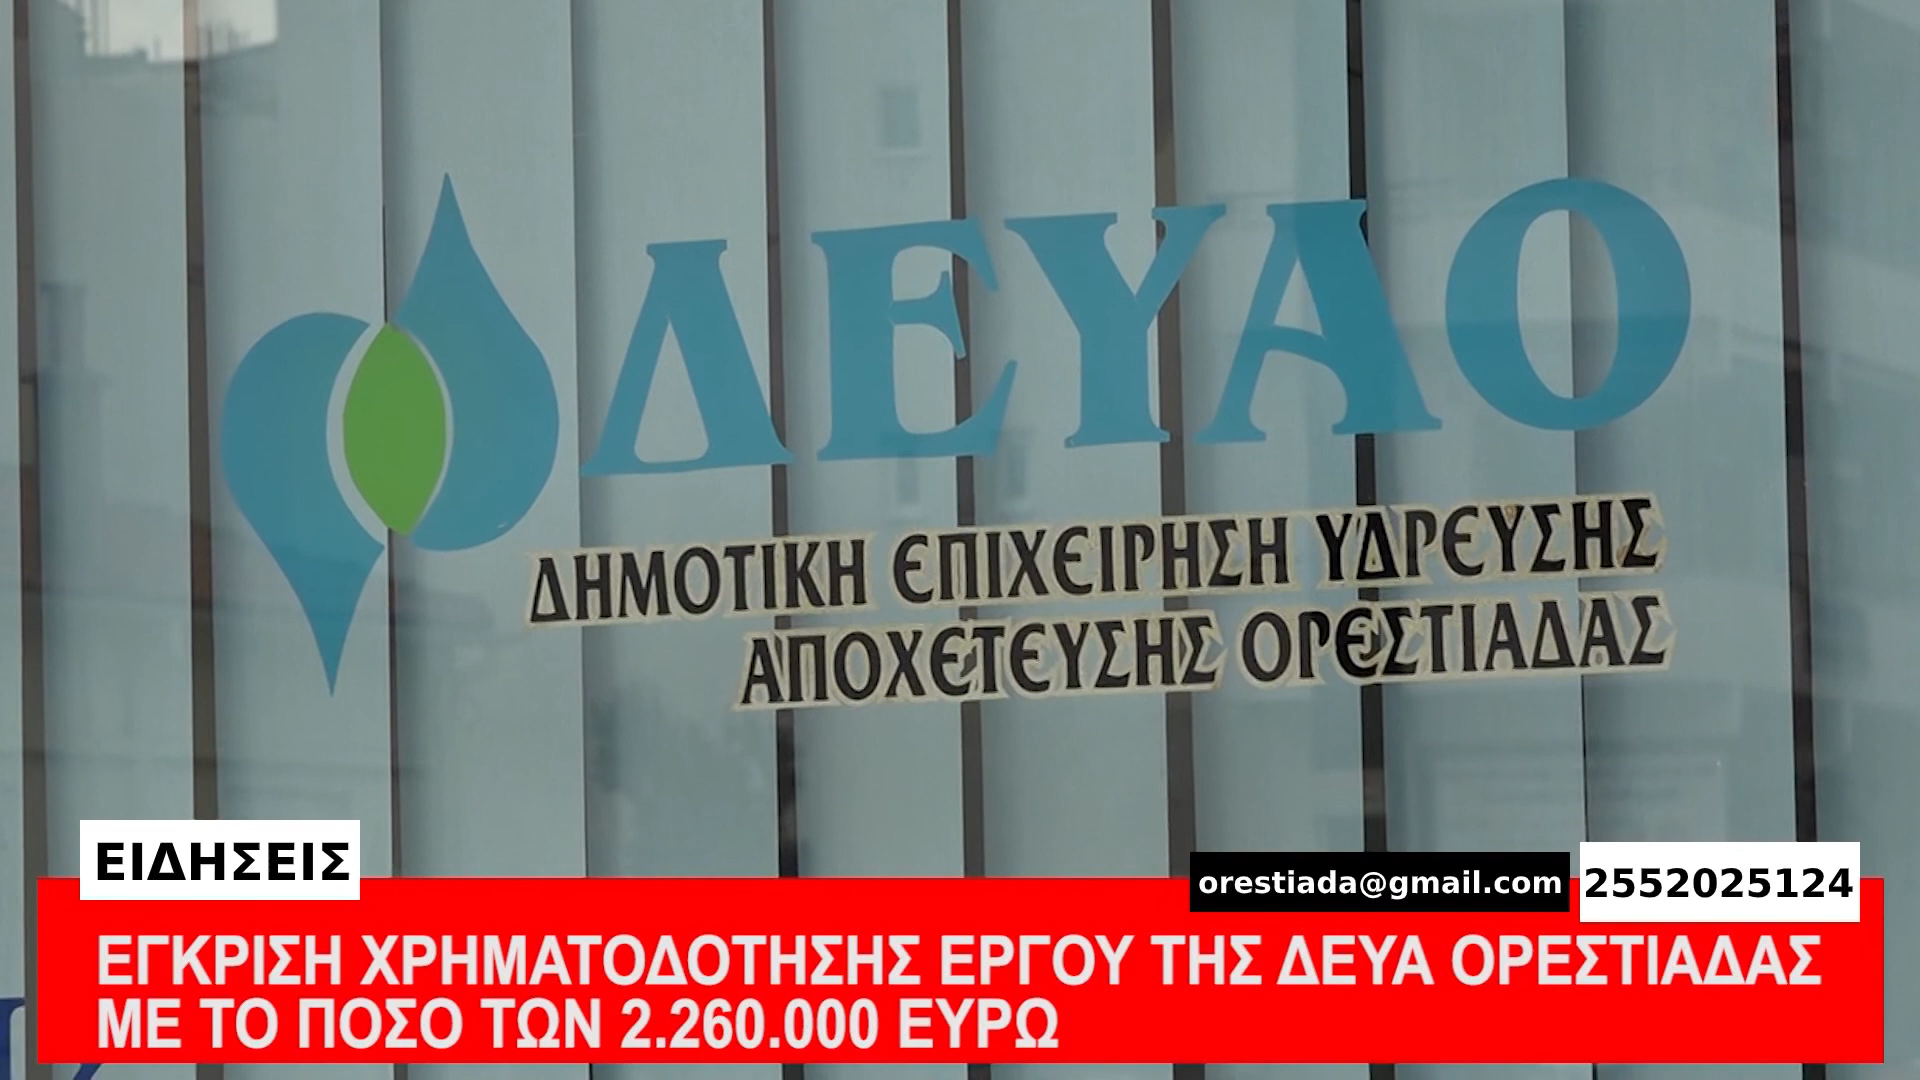 ΔΕΥΑΟ
ΔΗΜΟΤΙΚΗ ΕΠΙΧΕΙΡΗΣΗ ΥΔΡΕΥΣΗΣ
ΑΠΟΧΕΤΕΥΣΗΣ ΟΡΕΣΤΙΑΔΑΣ
ΕΙΔΗΣΕΙΣ
orestiada@gmail.com
2552025124
ΕΓΚΡΙΣΗ ΧΡΗΜΑΤΟΔΟΤΗΣΗΣ ΕΡΓΟΥ ΤΗΣ ΔΕΥΑ ΟΡΕΣΤΙΑΔΑΣ
ΜΕ ΤΟ ΠΟΣΟ ΤΩΝ 2.260.000 ΕΥΡΩ